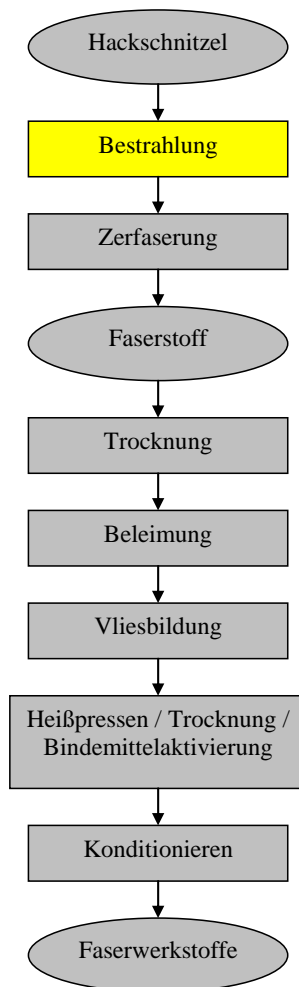 Hackschnitzel
Bestrahlung
Zerfaserung
Faserstoff
Trocknung
Beleimung
Vliesbildung
Heißpressen / Trocknung /
Bindemittelaktivierung
Konditionieren
Faserwerkstoffe